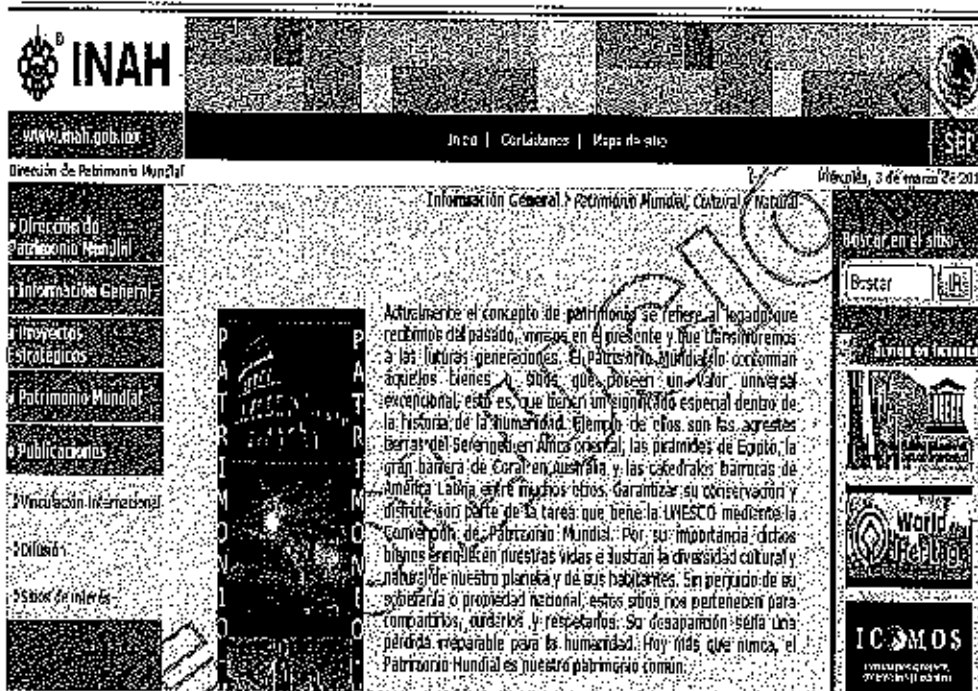 INAH
www.inah.gob.mx
Inicio | Contáctanos | Mapa de sitio
SEP
Dirección de Patrimonio Mundial
Miércoles, 3 de marzo de 201
Información General > Patrimonio Mundial, Cultural y Natural
Dirección de
Patrimonio Mundial
Información General
Proyectos
Estratégicos
Patrimonio Mundial
Publicaciones
Vinculación Internacional
Difusión
Sitios de interés
PATRIMONIO
PATRIMONIO
Actualmente el concepto de patrimonio se refiere al legado que
recibimos del pasado, vivimos en el presente y que transmitiremos
a las futuras generaciones. El Patrimonio Mundial lo conforman
aquellos bienes y sitios que poseen un valor universal
excepcional, esto es, que tienen un significado especial dentro de
la historia de la humanidad. Ejemplo de ellos son las agrestes
tierras del Serengeti en África oriental, las pirámides de Egipto, la
gran barrera de Coral en Australia y las catedrales barrocas de
América Latina entre muchos otros. Garantizar su conservación y
disfrute son parte de la tarea que tiene la UNESCO mediante la
Convención de Patrimonio Mundial. Por su importancia dichos
bienes enriquecen nuestras vidas e ilustran la diversidad cultural y
natural de nuestro planeta y de sus habitantes. Sin perjuicio de su
soberanía o propiedad nacional, estos sitios nos pertenecen para
compartirlos, cuidarlos y respetarlos. Su desaparición sería una
pérdida irreparable para la humanidad. Hoy más que nunca, el
Patrimonio Mundial es nuestro patrimonio común.
Buscar en el sitio
Buscar
IR
World
Heritage
ICOMOS